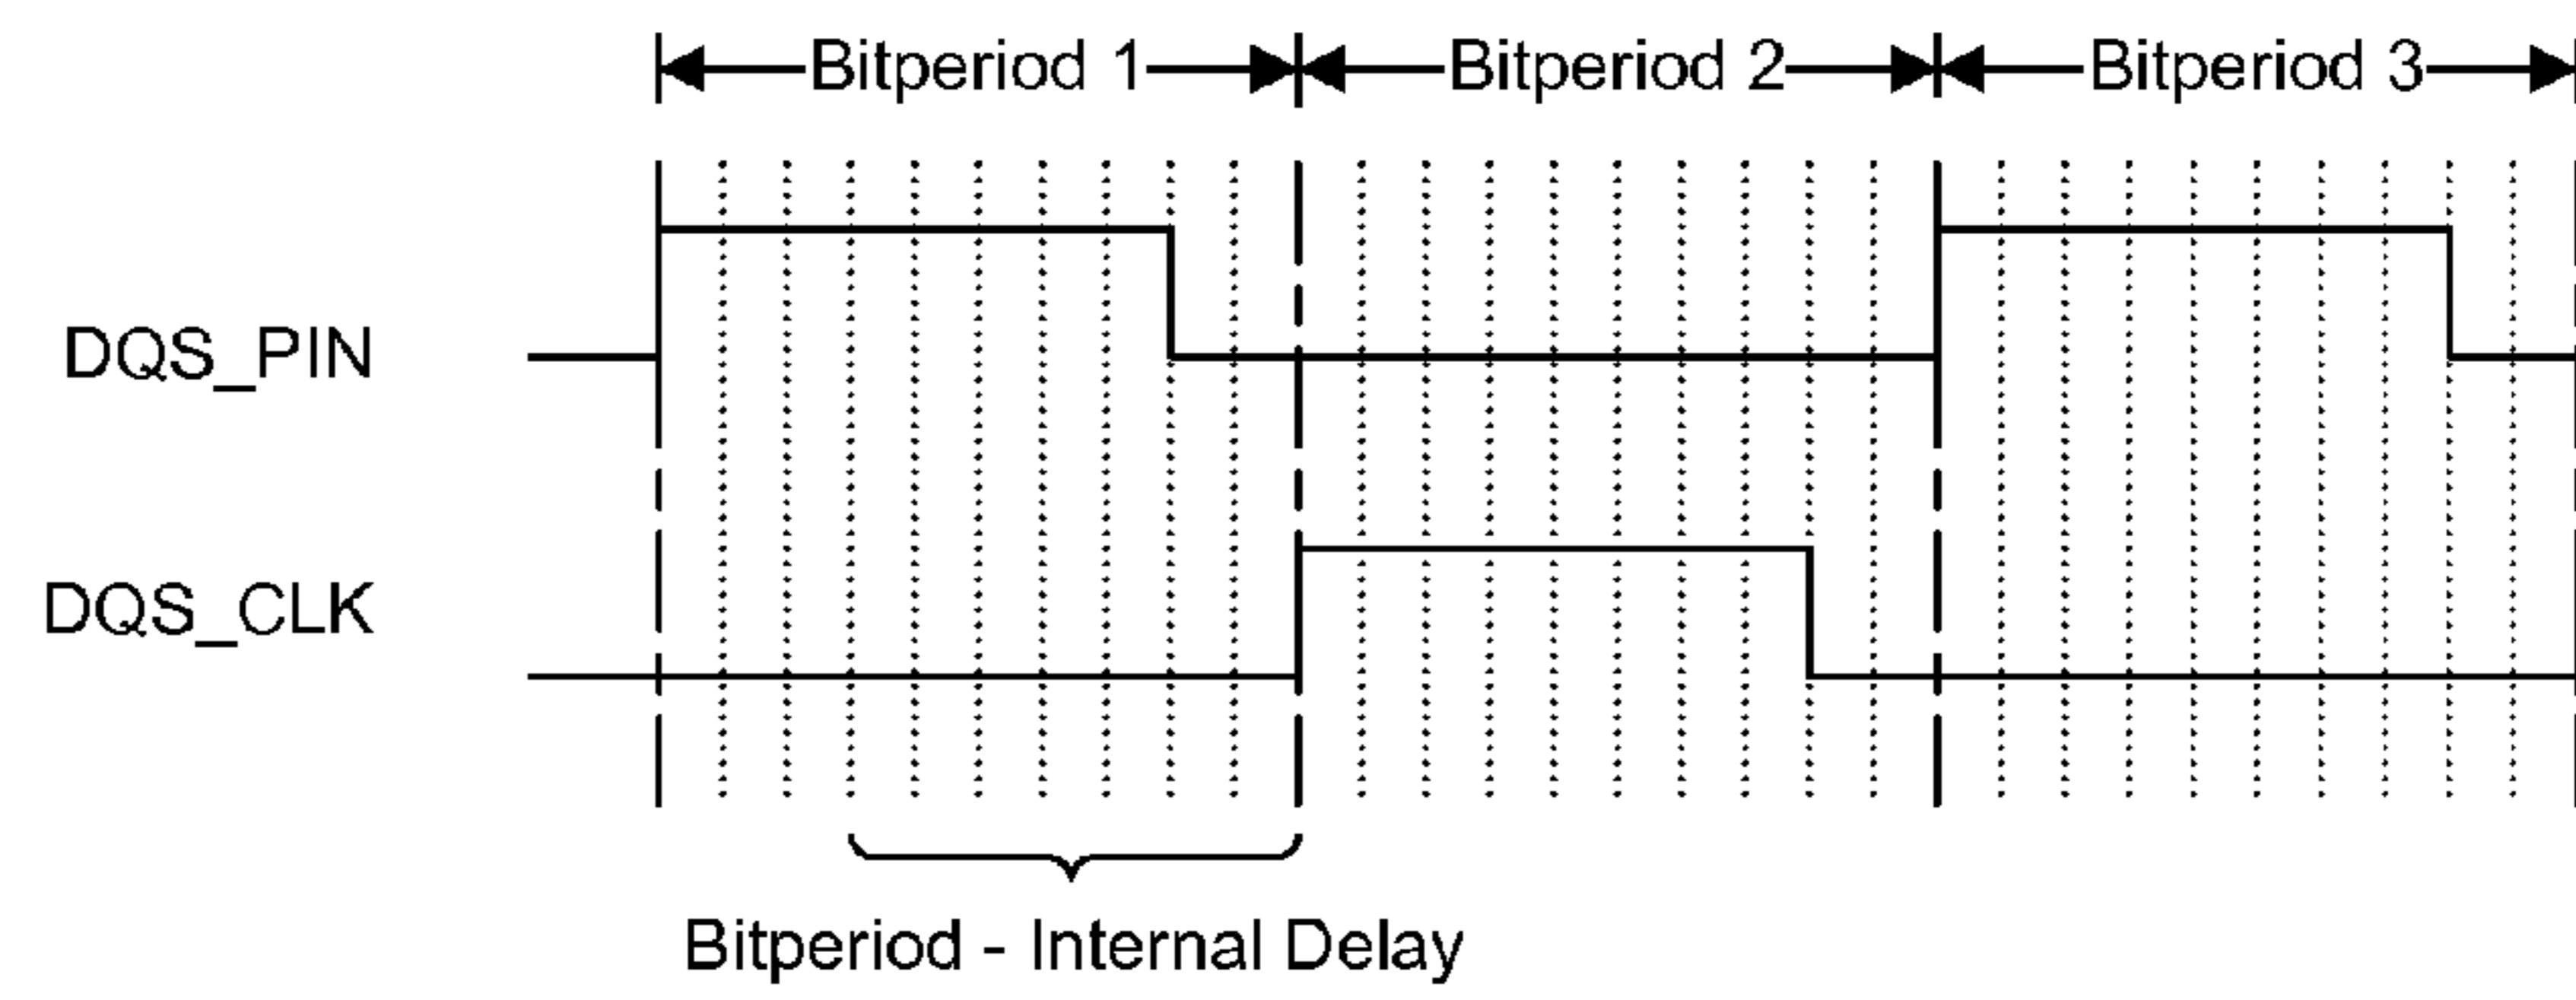 Bitperiod 1 Bitperiod 2 Bitperiod 3
DQS_PIN
DQS_CLK
Bitperiod - Internal Delay